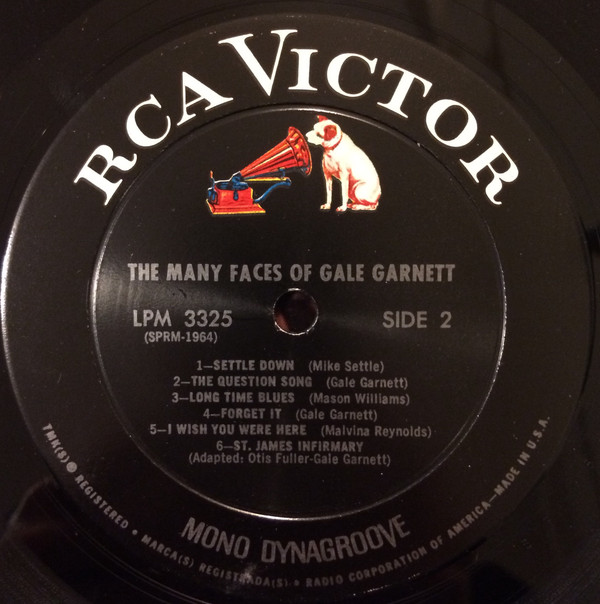 RCA VICTOR
THE MANY FACES OF GALE GARNETT
LPM 3325
(SPRM-1964)
SIDE 2
1—SETTLE DOWN (Mike Settle)
2—THE QUESTION SONG (Gale Garnett)
3—LONG TIME BLUES (Mason Williams)
4—FORGET IT (Gale Garnett)
5—I WISH YOU WERE HERE (Malvina Reynolds)
6—ST. JAMES INFIRMARY
(Adapted: Otis Fuller-Gale Garnett)
MONO DYNAGROOVE
TMK(S) ® REGISTERED • MARCA(S) REGISTRADA(S) • RADIO CORPORATION OF AMERICA—MADE IN U.S.A.